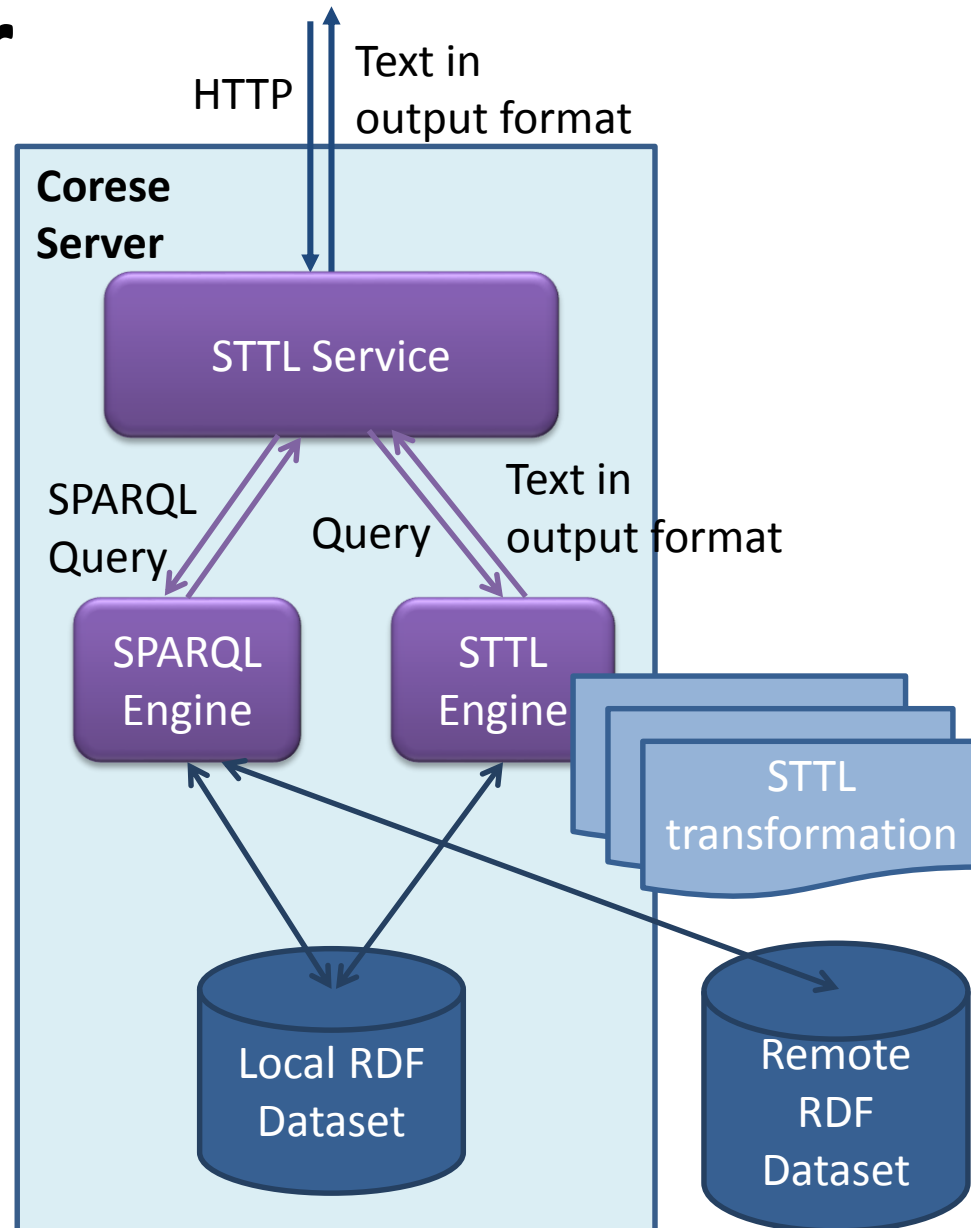 r
HTTP
Text in
output format
Corese
Server
STTL Service
SPARQL
Query
Query
Text in
output format
SPARQL
Engine
STTL
Engine
STTL
transformation
Local RDF
Dataset
Remote
RDF
Dataset